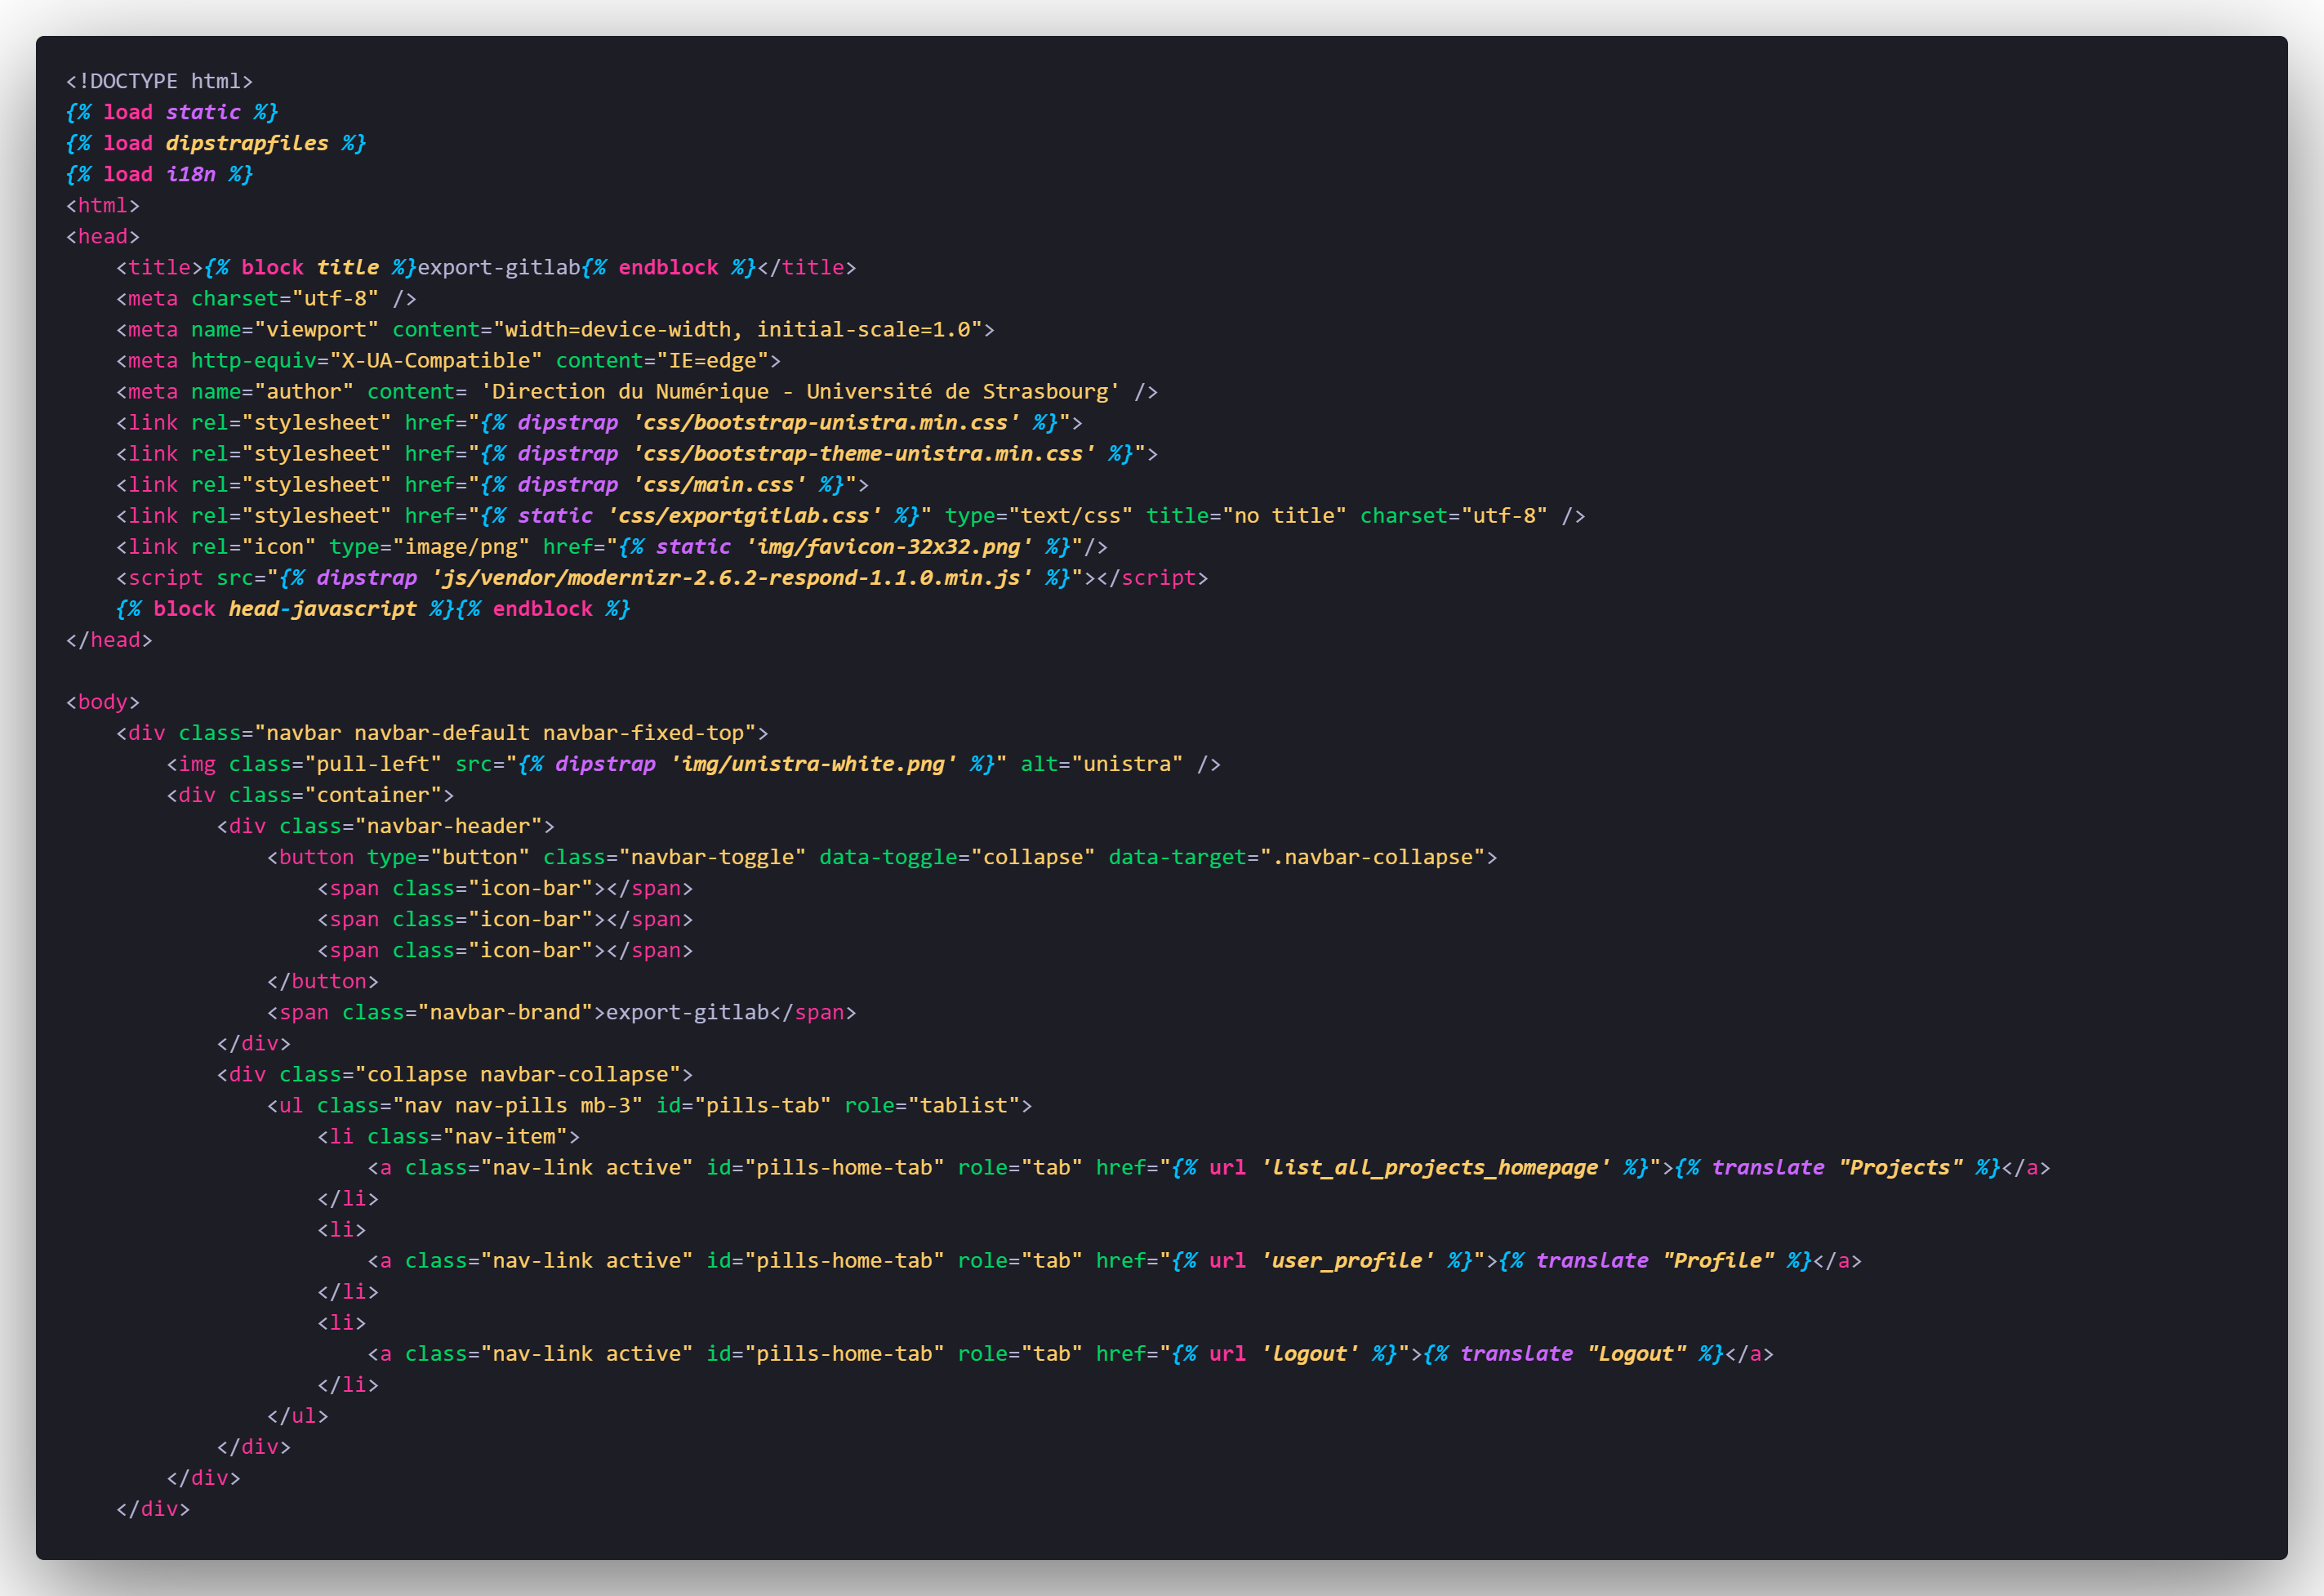 <!DOCTYPE html>
{% load static %}
{% load dipstrapfiles %}
{% load i18n %}
<html>
<head>
    <title>{% block title %}export-gitlab{% endblock %}</title>
    <meta charset="utf-8" />
    <meta name="viewport" content="width=device-width, initial-scale=1.0">
    <meta http-equiv="X-UA-Compatible" content="IE=edge">
    <meta name="author" content= 'Direction du Numérique - Université de Strasbourg' />
    <link rel="stylesheet" href="{% dipstrap 'css/bootstrap-unistra.min.css' %}">
    <link rel="stylesheet" href="{% dipstrap 'css/bootstrap-theme-unistra.min.css' %}">
    <link rel="stylesheet" href="{% dipstrap 'css/main.css' %}">
    <link rel="stylesheet" href="{% static 'css/exportgitlab.css' %}" type="text/css" title="no title" charset="utf-8" />
    <link rel="icon" type="image/png" href="{% static 'img/favicon-32x32.png' %}"/>
    <script src="{% dipstrap 'js/vendor/modernizr-2.6.2-respond-1.1.0.min.js' %}"></script>
    {% block head-javascript %}{% endblock %}
</head>

<body>
    <div class="navbar navbar-default navbar-fixed-top">
        <img class="pull-left" src="{% dipstrap 'img/unistra-white.png' %}" alt="unistra" />
        <div class="container">
            <div class="navbar-header">
                <button type="button" class="navbar-toggle" data-toggle="collapse" data-target=".navbar-collapse">
                    <span class="icon-bar"></span>
                    <span class="icon-bar"></span>
                    <span class="icon-bar"></span>
                </button>
                <span class="navbar-brand">export-gitlab</span>
            </div>
            <div class="collapse navbar-collapse">
                <ul class="nav nav-pills mb-3" id="pills-tab" role="tablist">
                    <li class="nav-item">
                        <a class="nav-link active" id="pills-home-tab" role="tab" href="{% url 'list_all_projects_homepage' %}">{% translate "Projects" %}</a>
                    </li>
                    <li>
                        <a class="nav-link active" id="pills-home-tab" role="tab" href="{% url 'user_profile' %}">{% translate "Profile" %}</a>
                    </li>
                    <li>
                        <a class="nav-link active" id="pills-home-tab" role="tab" href="{% url 'logout' %}">{% translate "Logout" %}</a>
                    </li>
                </ul>
            </div>
        </div>
    </div>